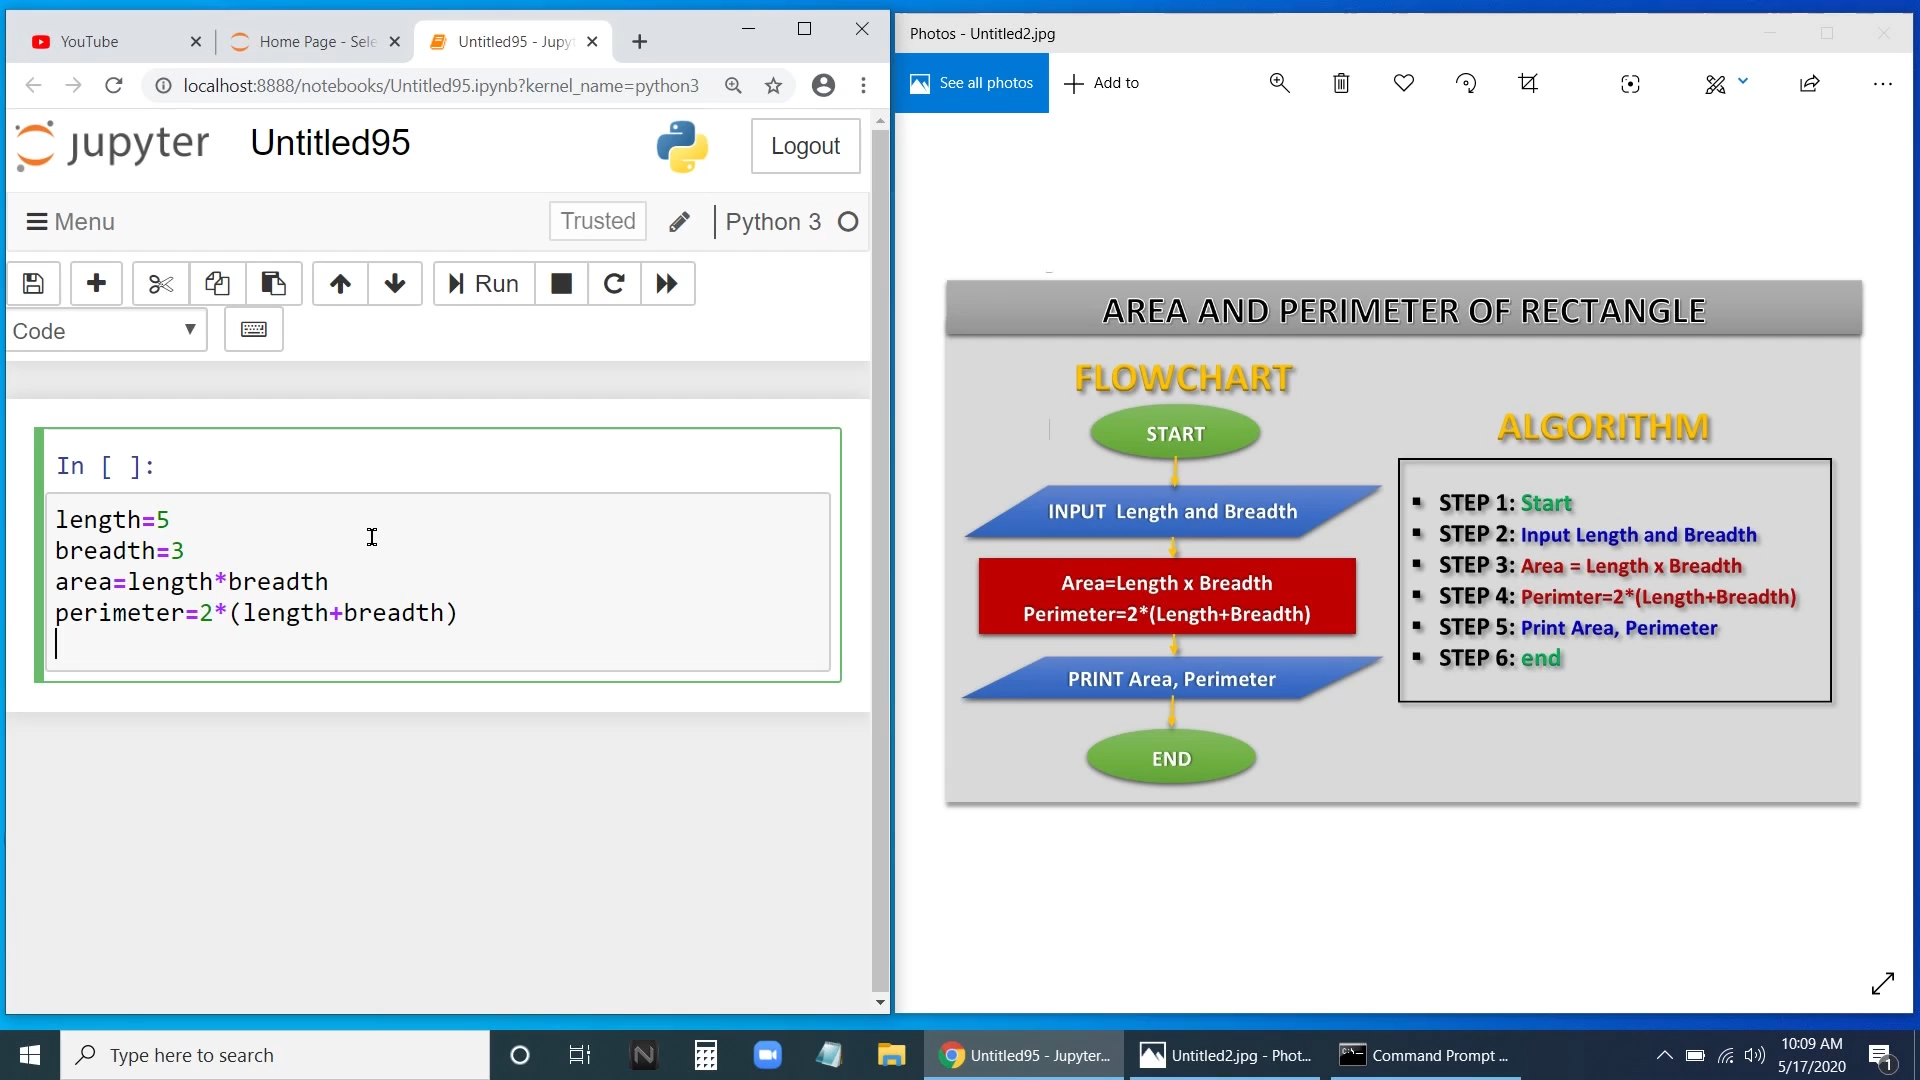 YouTube
Home Page - Sele
Untitled95 - Jupyt
localhost:8888/notebooks/Untitled95.ipynb?kernel_name=python3
jupyter Untitled95
Logout
Menu
Trusted
Python 3
Run
Code
In [ ]:
length=5
breadth=3
area=length*breadth
perimeter=2*(length+breadth)
Photos - Untitled2.jpg
See all photos
Add to
AREA AND PERIMETER OF RECTANGLE
FLOWCHART
START
INPUT Length and Breadth
Area=Length x Breadth
Perimeter=2*(Length+Breadth)
PRINT Area, Perimeter
END
ALGORITHM
▪ STEP 1: Start
▪ STEP 2: Input Length and Breadth
▪ STEP 3: Area = Length x Breadth
▪ STEP 4: Perimter=2*(Length+Breadth)
▪ STEP 5: Print Area, Perimeter
▪ STEP 6: end
Type here to search
N
Untitled95 - Jupyter...
Untitled2.jpg - Phot...
Command Prompt ...
10:09 AM
5/17/2020
1